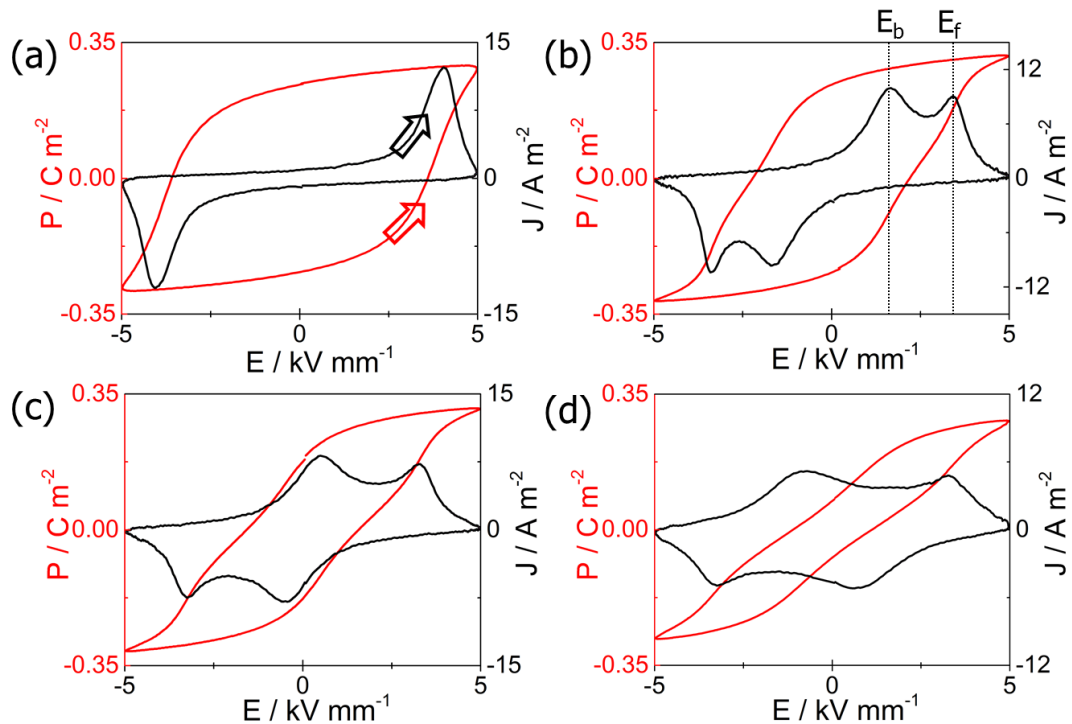 (a)
0.35
0.00
-0.35
P / C m⁻²
15
0
-15
J / A m⁻²
-5 0 5
E / kV mm⁻¹
(b)
E_b E_f
0.35
0.00
-0.35
P / C m⁻²
12
0
-12
J / A m⁻²
-5 0 5
E / kV mm⁻¹
(c)
0.35
0.00
-0.35
P / C m⁻²
15
0
-15
J / A m⁻²
-5 0 5
E / kV mm⁻¹
(d)
0.35
0.00
-0.35
P / C m⁻²
12
0
-12
J / A m⁻²
-5 0 5
E / kV mm⁻¹